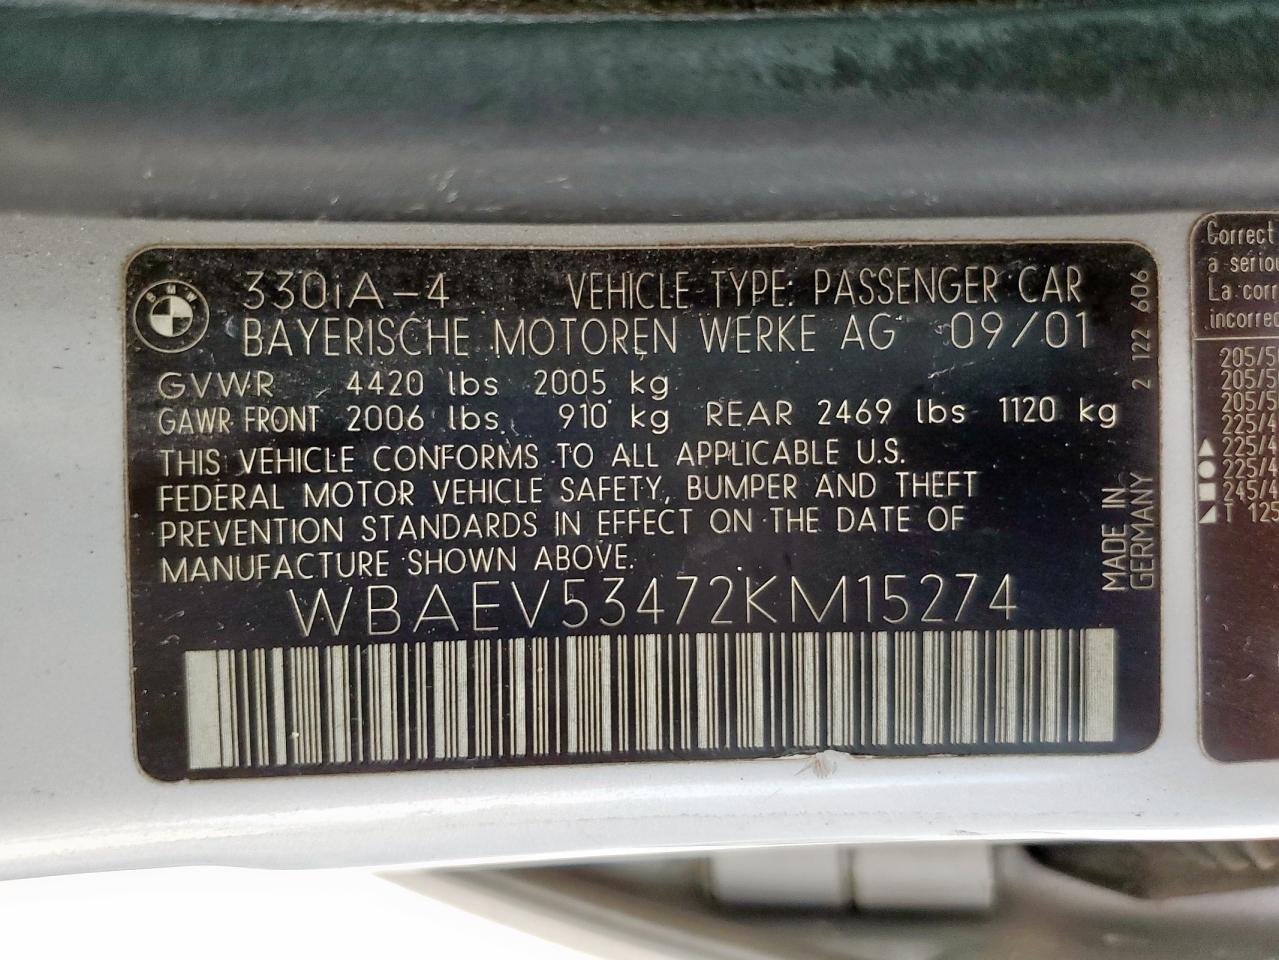 BMW
330iA-4 VEHICLE TYPE: PASSENGER CAR
BAYERISCHE MOTOREN WERKE AG 09/01
GVWR 4420 lbs 2005 kg
GAWR FRONT 2006 lbs 910 kg REAR 2469 lbs 1120 kg
THIS VEHICLE CONFORMS TO ALL APPLICABLE U.S.
FEDERAL MOTOR VEHICLE SAFETY, BUMPER AND THEFT
PREVENTION STANDARDS IN EFFECT ON THE DATE OF
MANUFACTURE SHOWN ABOVE.
WBAEV53472KM15274
2 122 606
MADE IN
GERMANY
Correct
a seriou
La corr
incorren
205/5
205/5
205/5
225/4
225/4
225/4
245/4
T 125